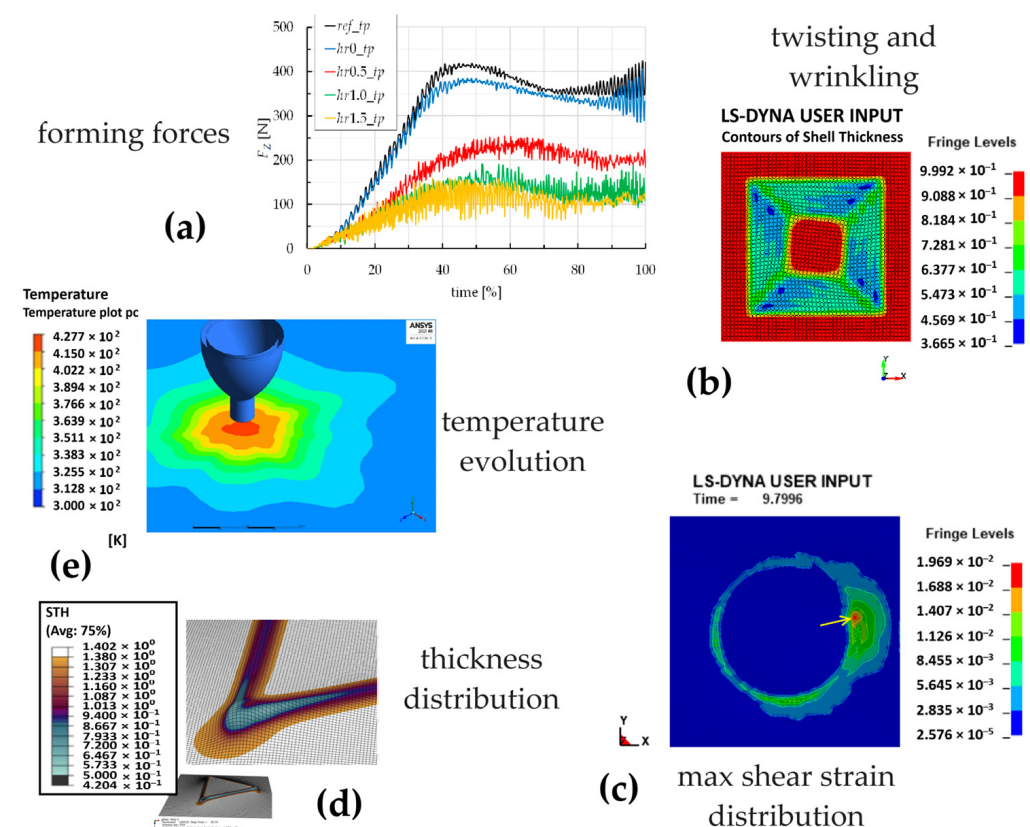 forming forces
(a)
ref_tp
hr0_tp
hr0.5_tp
hr1.0_tp
hr1.5_tp
FZ [N]
500
400
300
200
100
0
0 20 40 60 80 100
time [%]
twisting and
wrinkling
LS-DYNA USER INPUT
Contours of Shell Thickness
Fringe Levels
9.992 × 10⁻¹
9.088 × 10⁻¹
8.184 × 10⁻¹
7.281 × 10⁻¹
6.377 × 10⁻¹
5.473 × 10⁻¹
4.569 × 10⁻¹
3.665 × 10⁻¹
Y
Z X
(b)
Temperature
Temperature plot pc
4.277 × 10²
4.150 × 10²
4.022 × 10²
3.894 × 10²
3.766 × 10²
3.639 × 10²
3.511 × 10²
3.383 × 10²
3.255 × 10²
3.128 × 10²
3.000 × 10²
[K]
ANSYS
temperature
evolution
(e)
LS-DYNA USER INPUT
Time = 9.7996
Fringe Levels
1.969 × 10⁻²
1.688 × 10⁻²
1.407 × 10⁻²
1.126 × 10⁻²
8.455 × 10⁻³
5.645 × 10⁻³
2.835 × 10⁻³
2.576 × 10⁻⁵
Y
X
(c)
max shear strain
distribution
STH
(Avg: 75%)
1.402 × 10⁰
1.380 × 10⁰
1.307 × 10⁰
1.233 × 10⁰
1.160 × 10⁰
1.087 × 10⁰
1.013 × 10⁰
9.400 × 10⁻¹
8.667 × 10⁻¹
7.933 × 10⁻¹
7.200 × 10⁻¹
6.467 × 10⁻¹
5.733 × 10⁻¹
5.000 × 10⁻¹
4.204 × 10⁻¹
thickness
distribution
(d)